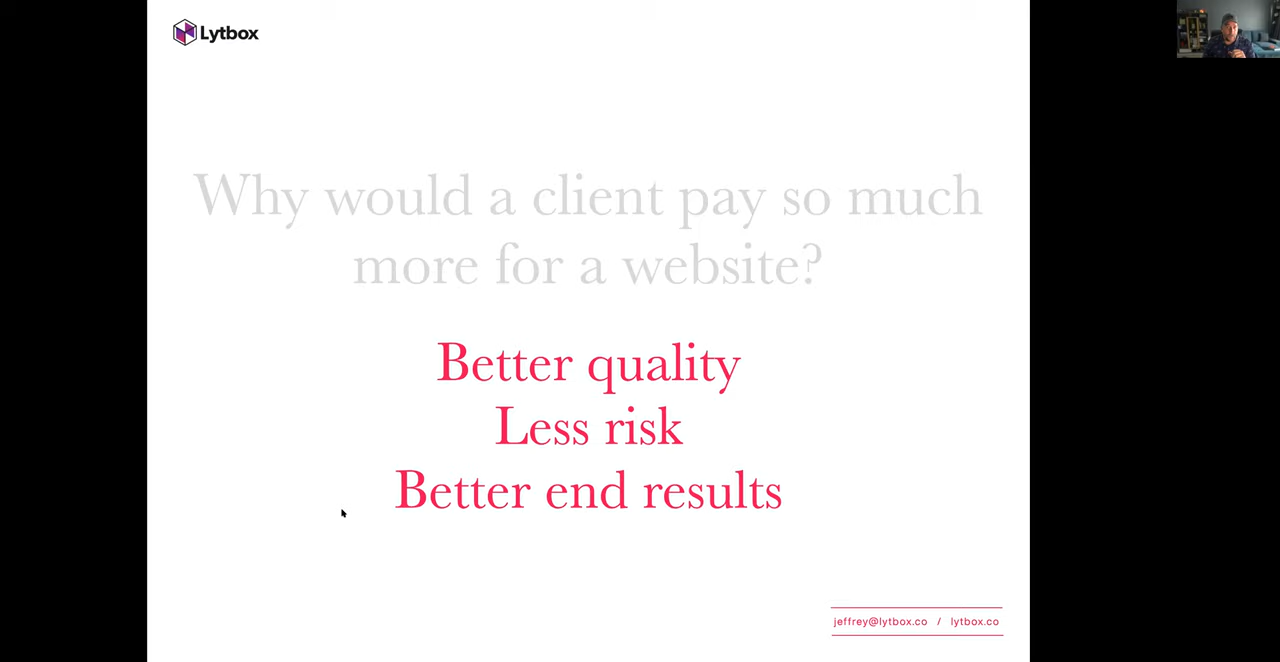 Lytbox
Why would a client pay so much
more for a website?
Better quality
Less risk
Better end results
jeffrey@lytbox.co / lytbox.co